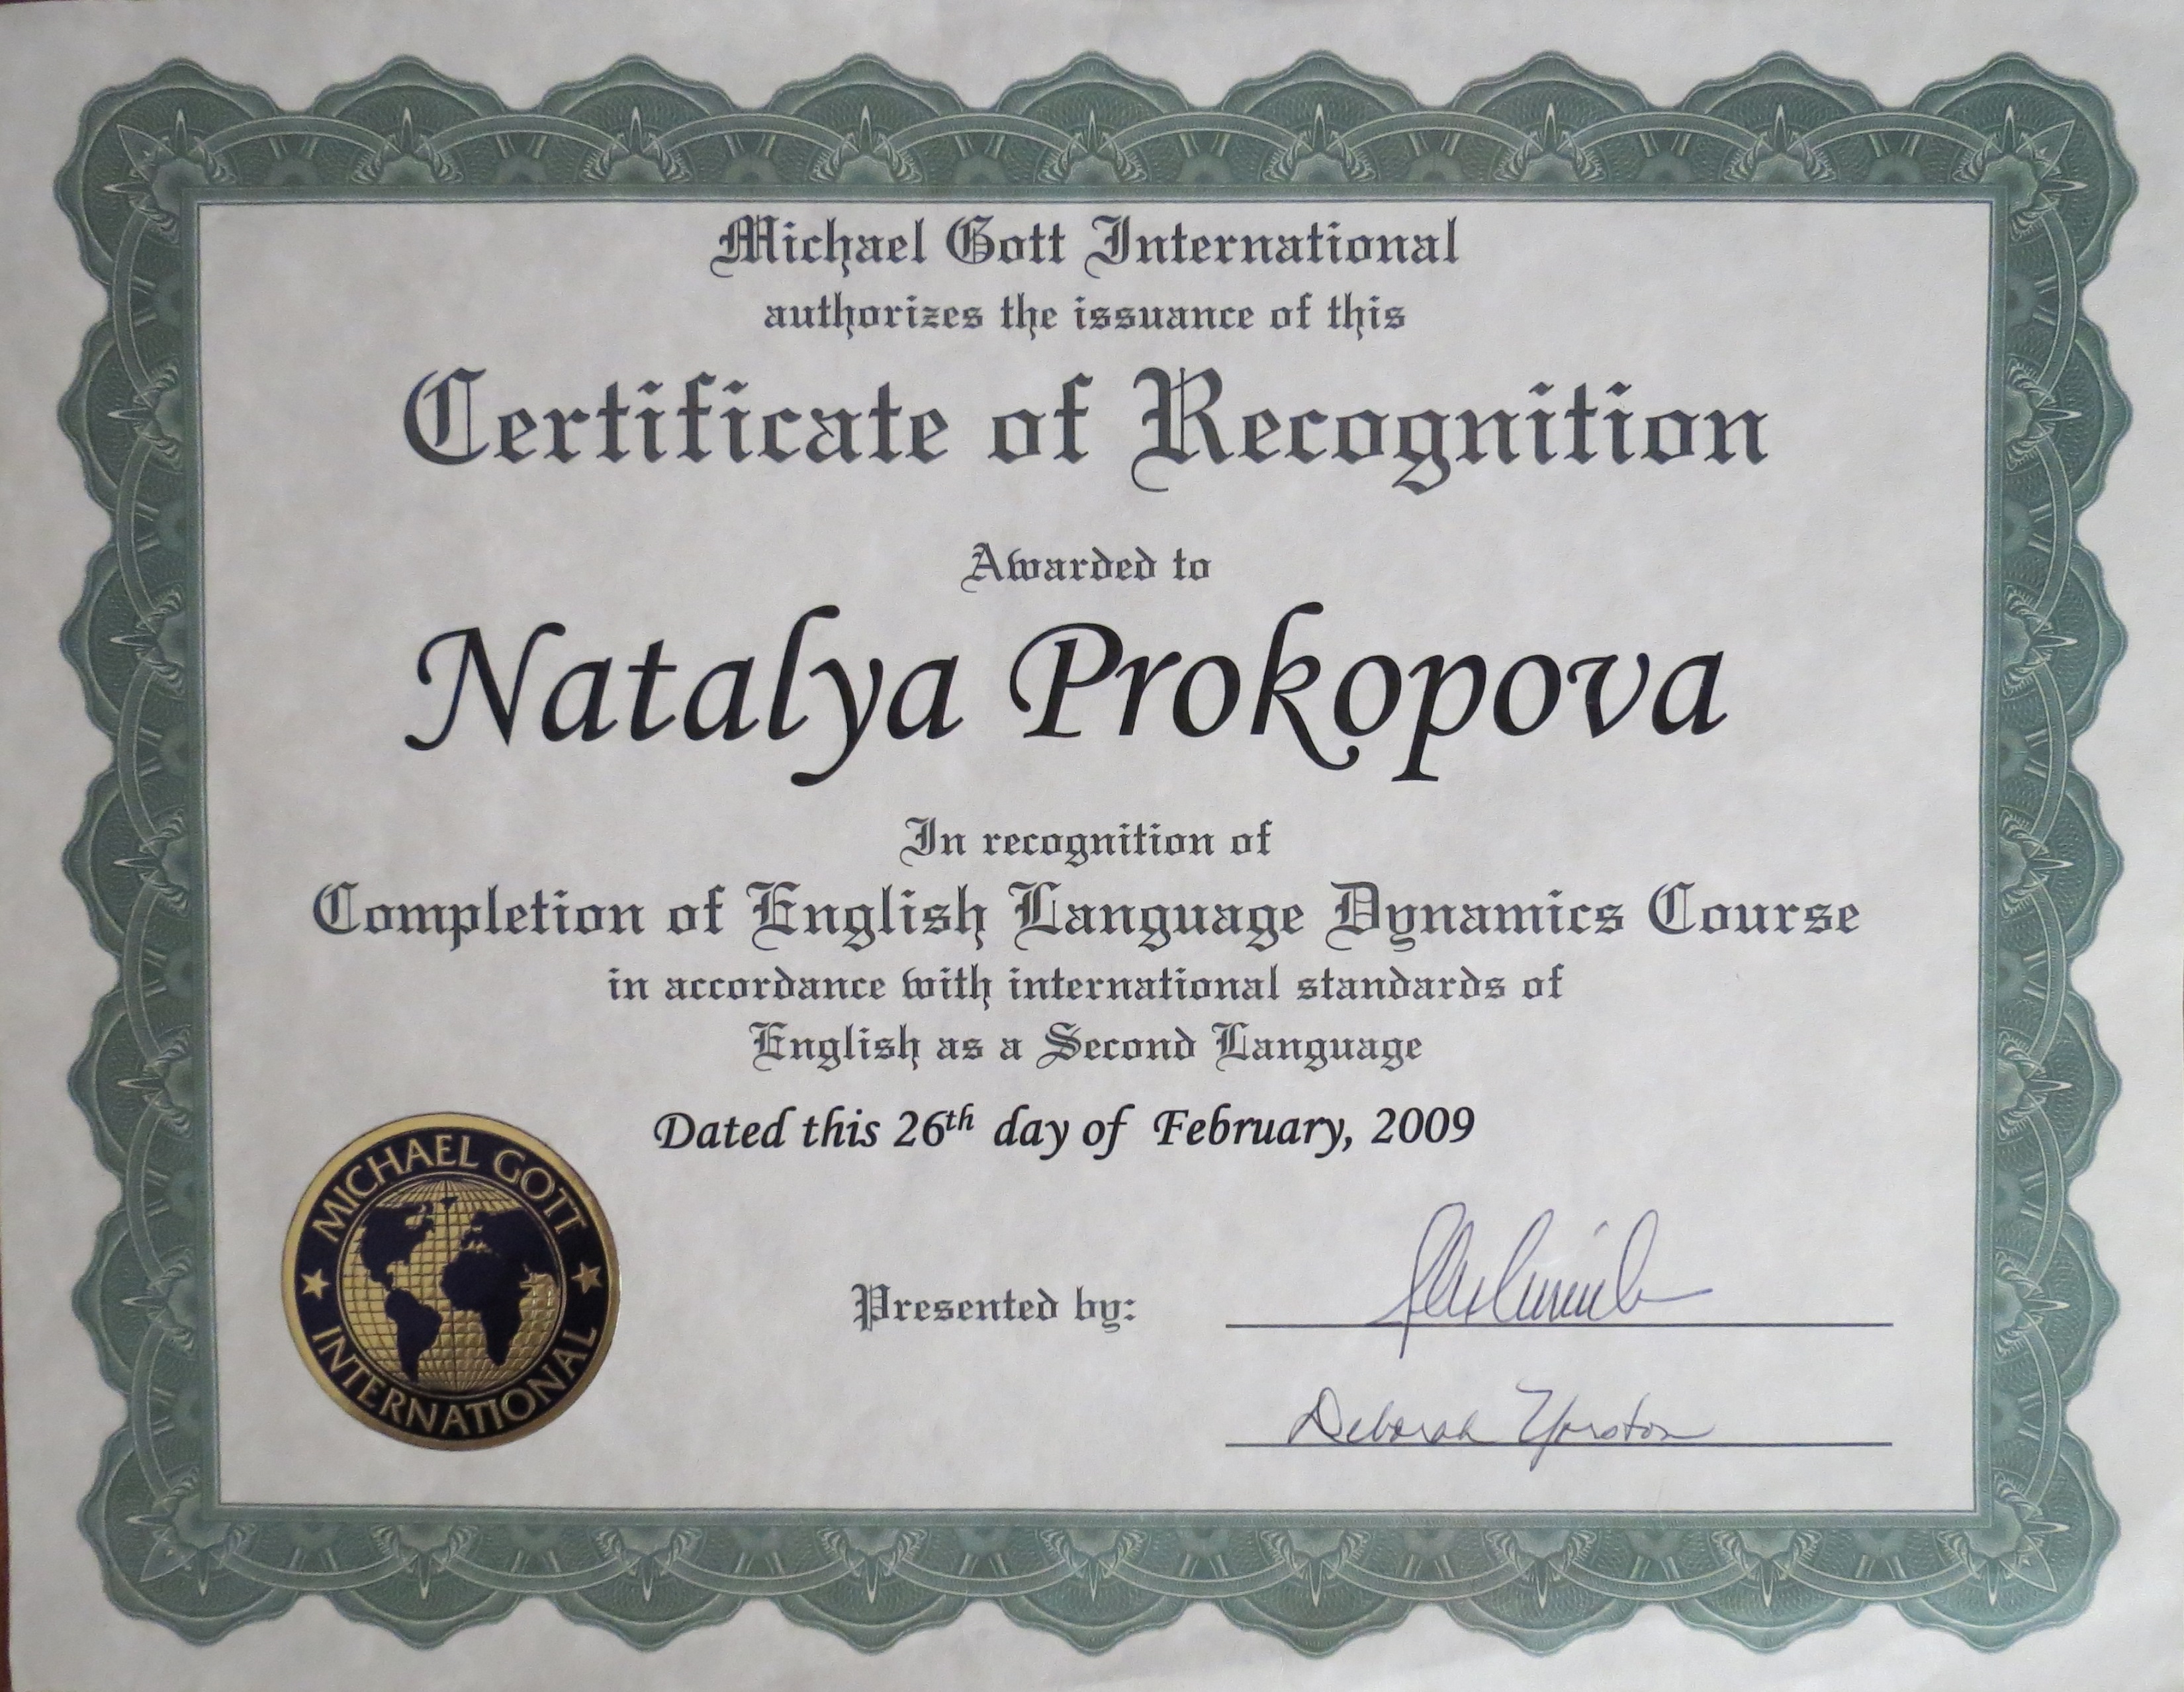 Michael Gott International
authorizes the issuance of this
Certificate of Recognition
Awarded to
Natalya Prokopova
In recognition of
Completion of English Language Dynamics Course
in accordance with international standards of
English as a Second Language
Dated this 26th day of February, 2009
MICHAEL GOTT
INTERNATIONAL
Presented by:
Deborah Yorston